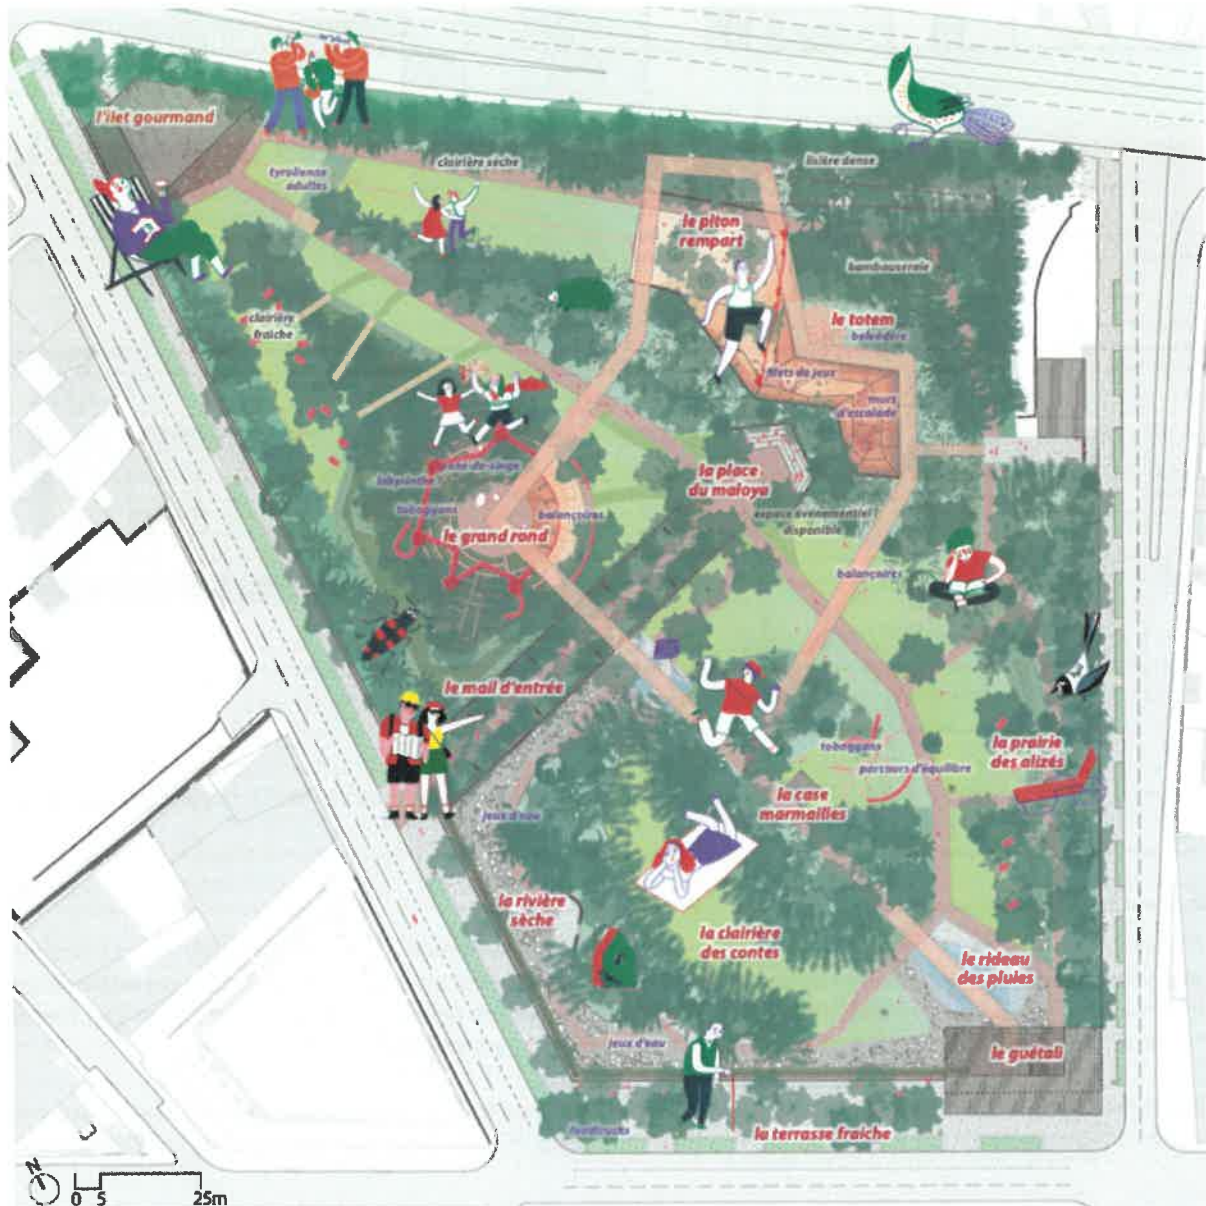 l'îlet gourmand
tyrolienne
adultes
clairière sèche
lisière dense
le piton
rempart
bambouseraie
le totem
belvédère
clairière
fraîche
filets de jeux
murs
d'escalade
labyrinthe
toboggans
balançoires
le grand rond
la place
du maloya
espace événementiel
disponible
balançoires
le mail d'entrée
toboggans
parcours d'équilibre
la prairie
des alizés
la case
marmailles
jeux d'eau
la rivière
sèche
la clairière
des contes
le rideau
des pluies
jeux d'eau
le guétali
foodtrucks
la terrasse fraîche
N
0 5 25m